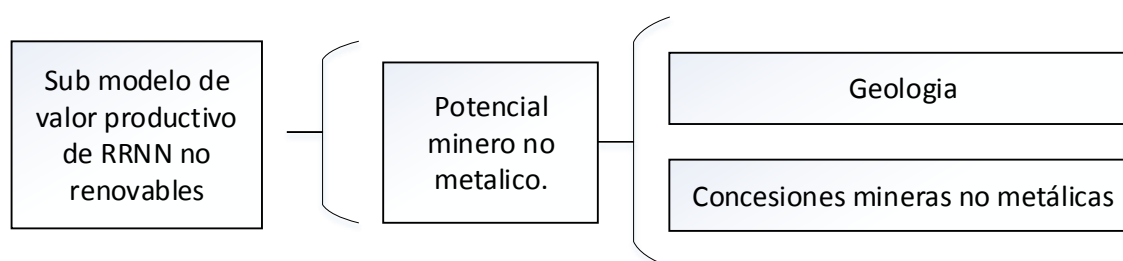 Sub modelo de
valor productivo
de RRNN no
renovables
Potencial
minero no
metalico.
Geologia
Concesiones mineras no metálicas